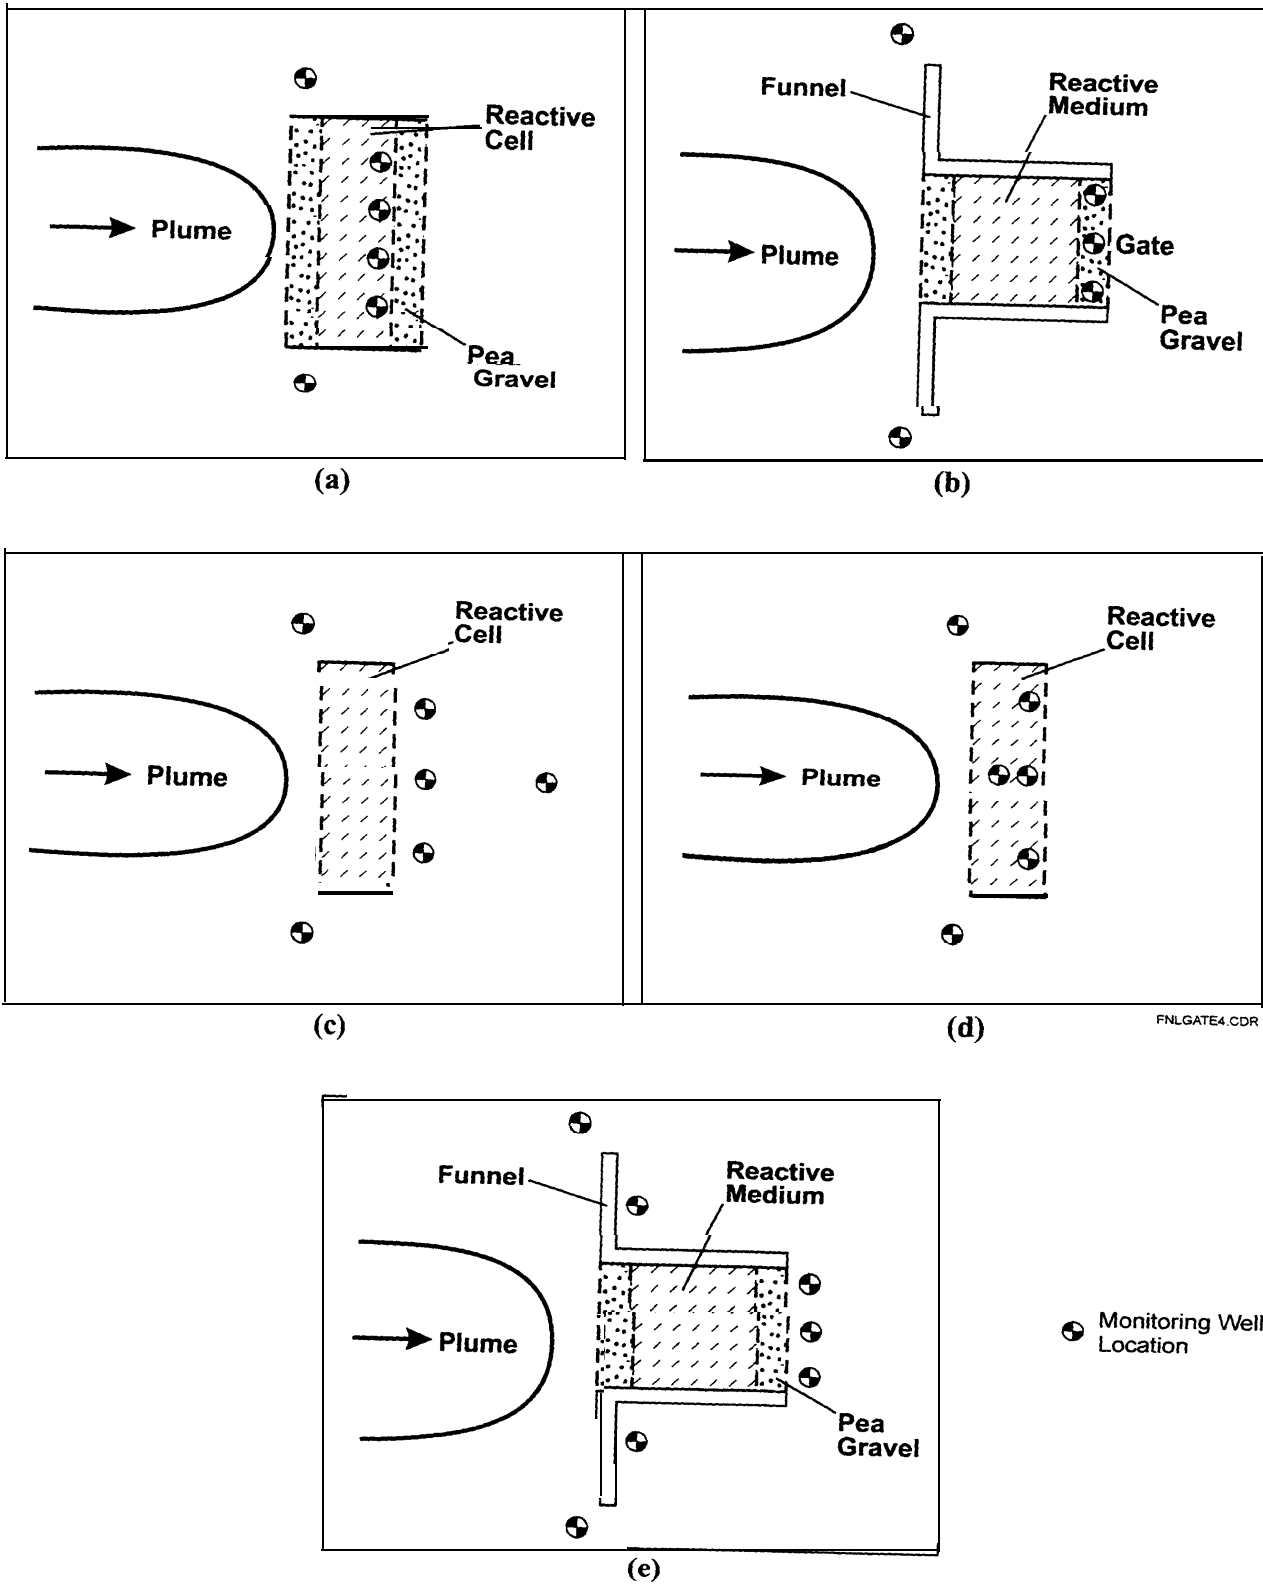 Reactive
Cell
Plume
Pea
Gravel
(a)
Funnel
Reactive
Medium
Plume
Gate
Pea
Gravel
(b)
Reactive
Cell
Plume
(c)
Reactive
Cell
Plume
(d)
FNLGATE4.CDR
Funnel
Reactive
Medium
Plume
Pea
Gravel
(e)
Monitoring Well
Location